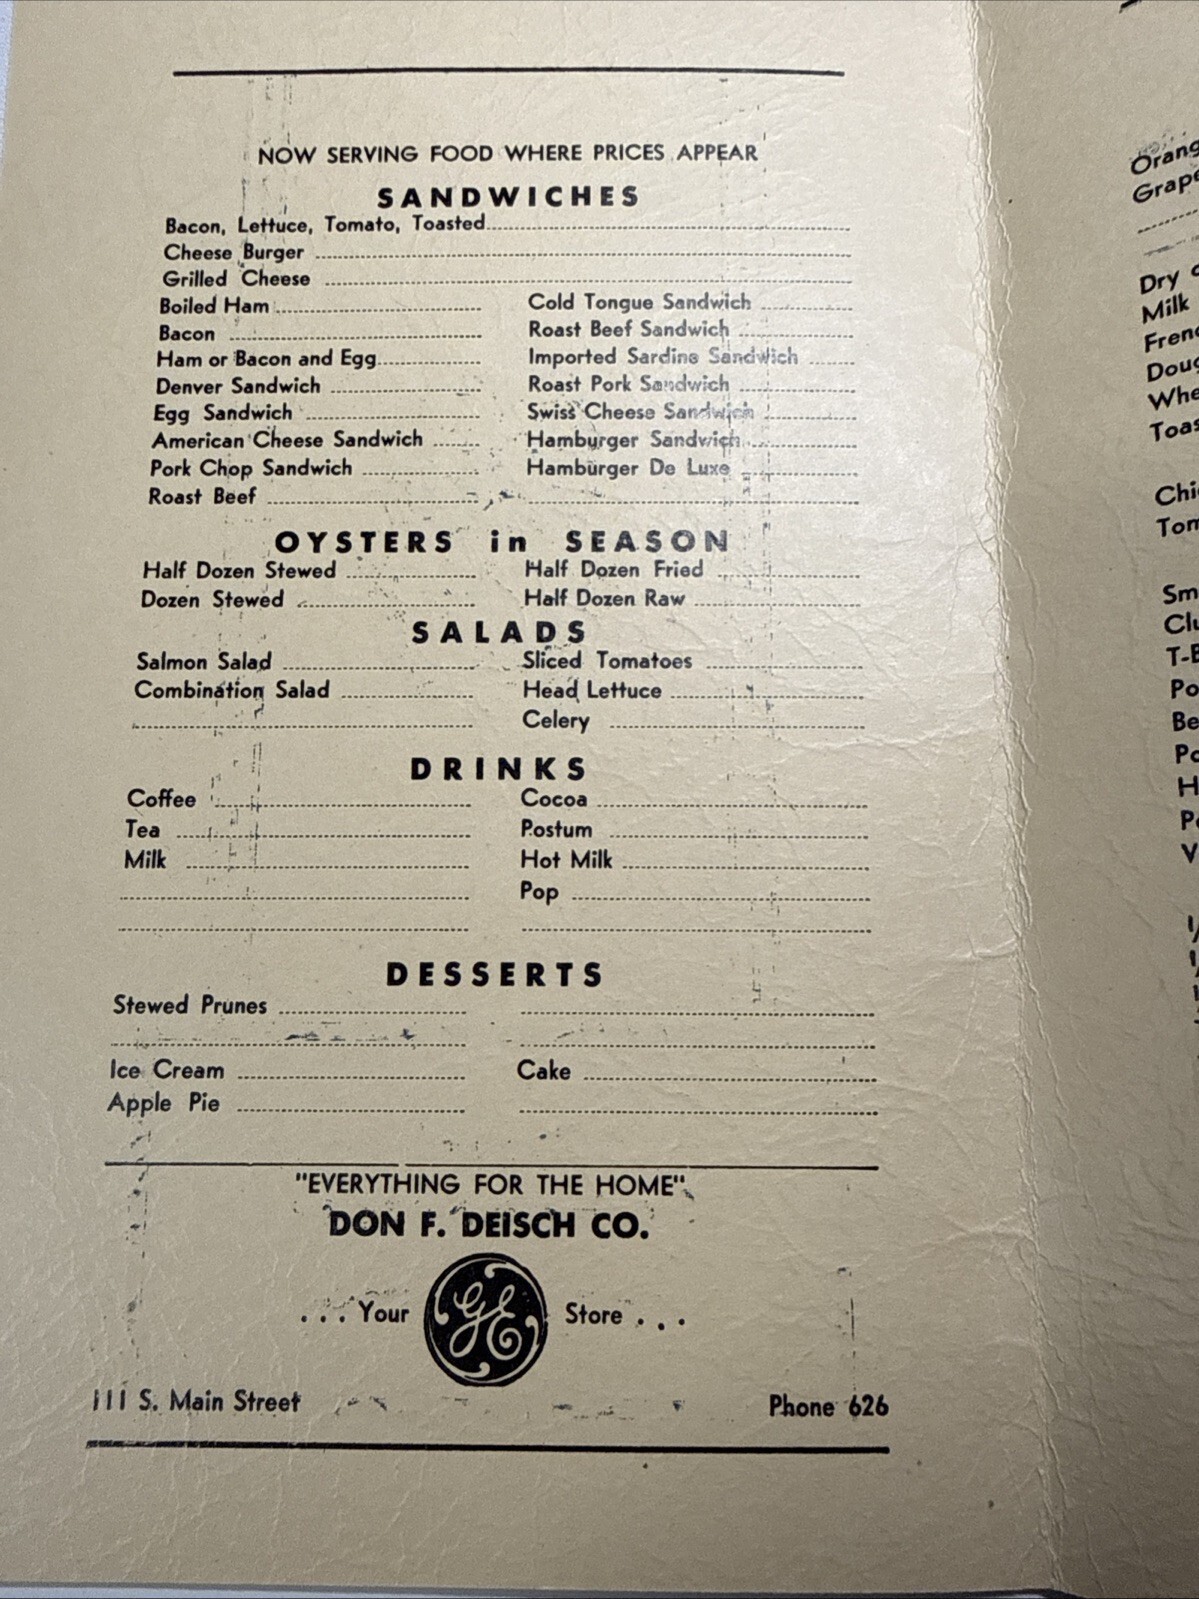 NOW SERVING FOOD WHERE PRICES APPEAR
SANDWICHES
Bacon, Lettuce, Tomato, Toasted
Cheese Burger
Grilled Cheese
Boiled Ham
Bacon
Ham or Bacon and Egg
Denver Sandwich
Egg Sandwich
American Cheese Sandwich
Pork Chop Sandwich
Roast Beef
Cold Tongue Sandwich
Roast Beef Sandwich
Imported Sardine Sandwich
Roast Pork Sandwich
Swiss Cheese Sandwich
Hamburger Sandwich
Hamburger De Luxe
OYSTERS in SEASON
Half Dozen Stewed
Dozen Stewed
Half Dozen Fried
Half Dozen Raw
SALADS
Salmon Salad
Combination Salad
Sliced Tomatoes
Head Lettuce
Celery
DRINKS
Coffee
Tea
Milk
Cocoa
Postum
Hot Milk
Pop
DESSERTS
Stewed Prunes
Ice Cream
Apple Pie
Cake
"EVERYTHING FOR THE HOME"
DON F. DEISCH CO.
. . . Your GE Store . . .
111 S. Main Street
Phone 626
Dry
Milk